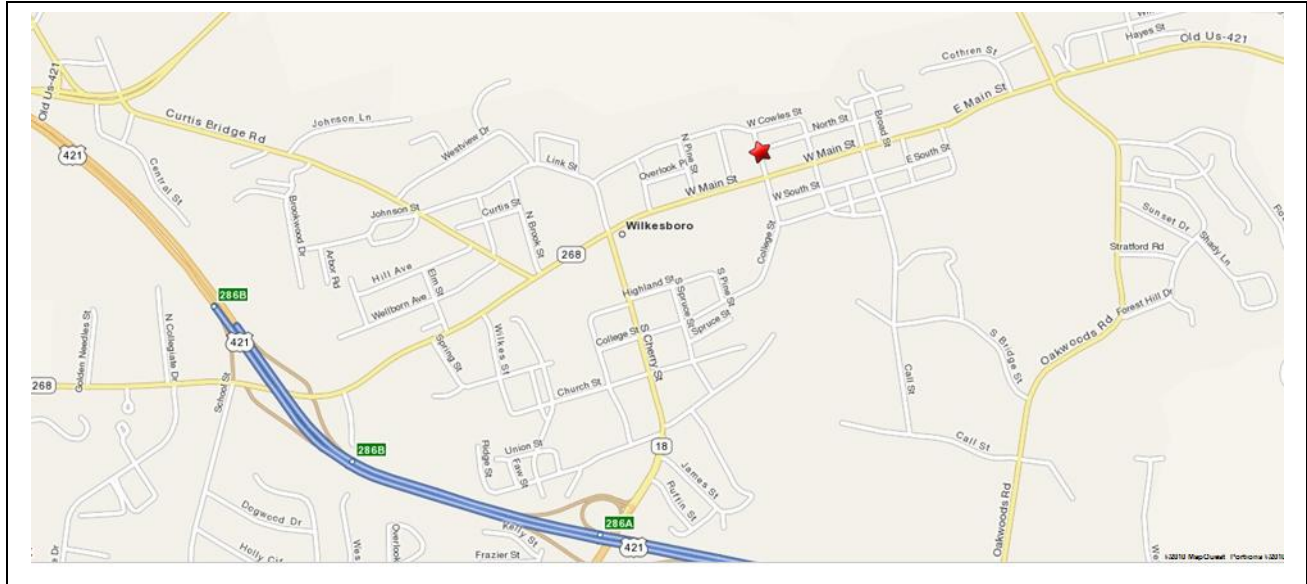 Hayes St
Old Us-421
Cothren St
E Main St
Old Us-421
Curtis Bridge Rd
Johnson Ln
Westview Dr
W Cowles St
North St
Broad St
N Pine St
W Main St
E South St
421
Central St
Link St
Overlook Pl
W Main St
W South St
Brookwood Dr
Johnson St
Curtis St
N Brook St
Wilkesboro
College St
Sunset Dr
Shady Ln
Stratford Rd
268
Arbor Rd
Hill Ave
Elm St
Highland St
S Spruce St
S Pine St
286B
Wellborn Ave
Forest Hill Dr
Golden Needles St
N Collegiate Dr
421
Spring St
Wilkes St
College St
S Cherry St
Spruce St
S Bridge St
Oakwoods Rd
268
School St
Church St
Call St
286B
Ridge St
Union St
Faw St
18
Call St
James St
Ruffin St
Dogwood Dr
Oakwoods Rd
286A
Kelly St
421
Frazier St
©2010 MapQuest Portions ©2010